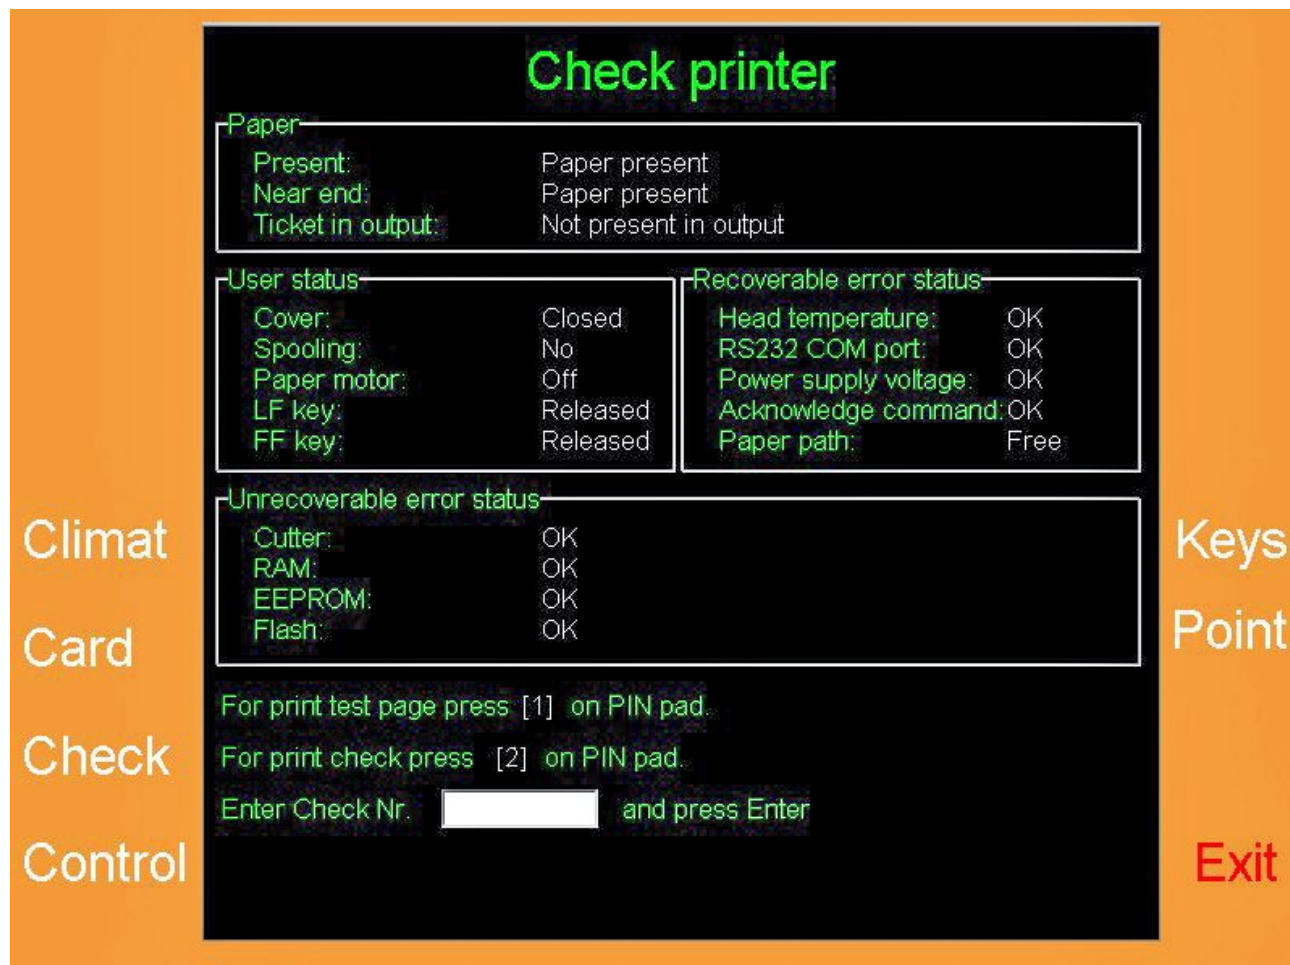 Check printer
Paper
Present: Paper present
Near end: Paper present
Ticket in output: Not present in output
User status
Cover: Closed
Spooling: No
Paper motor: Off
LF key: Released
FF key: Released
Recoverable error status
Head temperature: OK
RS232 COM port: OK
Power supply voltage: OK
Acknowledge command: OK
Paper path: Free
Unrecoverable error status
Cutter: OK
RAM: OK
EEPROM: OK
Flash: OK
For print test page press [1] on PIN pad.
For print check press [2] on PIN pad.
Enter Check Nr. and press Enter
Climat
Card
Check
Control
Keys
Point
Exit